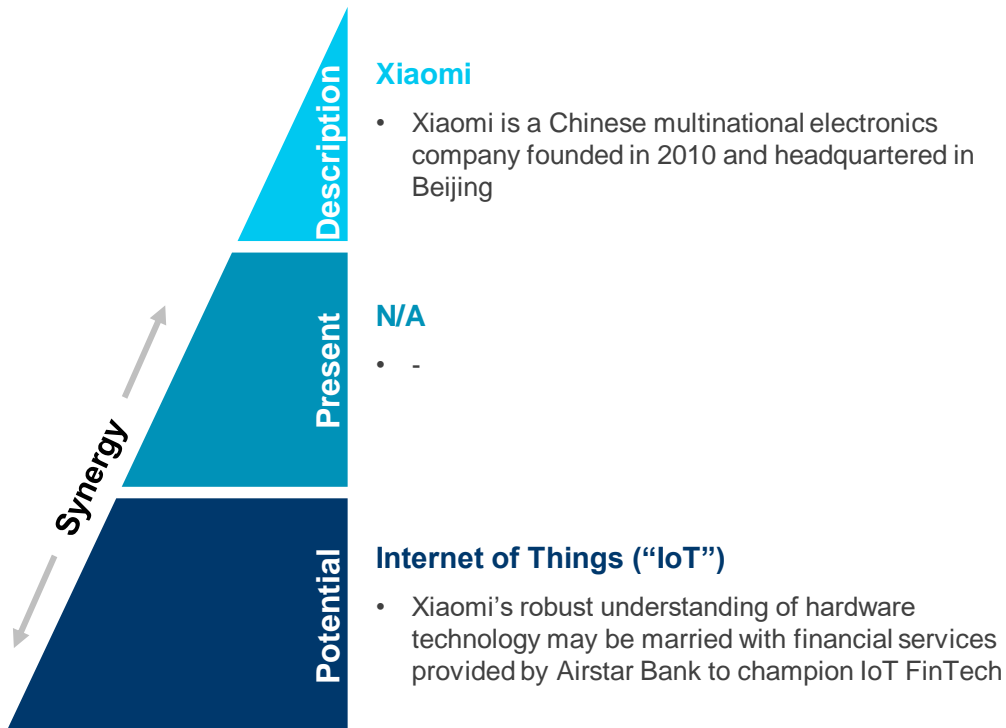 Description
Xiaomi
• Xiaomi is a Chinese multinational electronics
company founded in 2010 and headquartered in
Beijing
Present
N/A
• -
Synergy
Potential
Internet of Things (“IoT”)
• Xiaomi’s robust understanding of hardware
technology may be married with financial services
provided by Airstar Bank to champion IoT FinTech